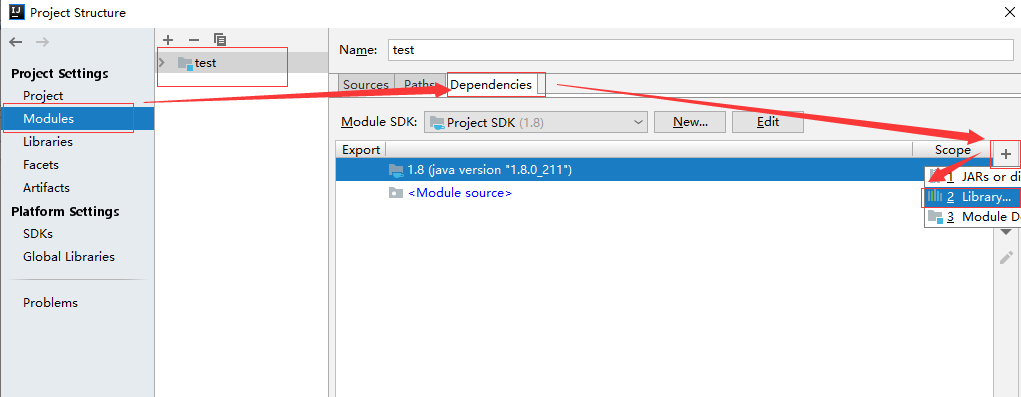 Project Structure
Project Settings
Project
Modules
Libraries
Facets
Artifacts
Platform Settings
SDKs
Global Libraries
Problems
test
Name: test
Sources Paths Dependencies
Module SDK: Project SDK (1.8) New... Edit
Export Scope
1.8 (java version "1.8.0_211")
<Module source>
1 JARs or di
2 Library...
3 Module D